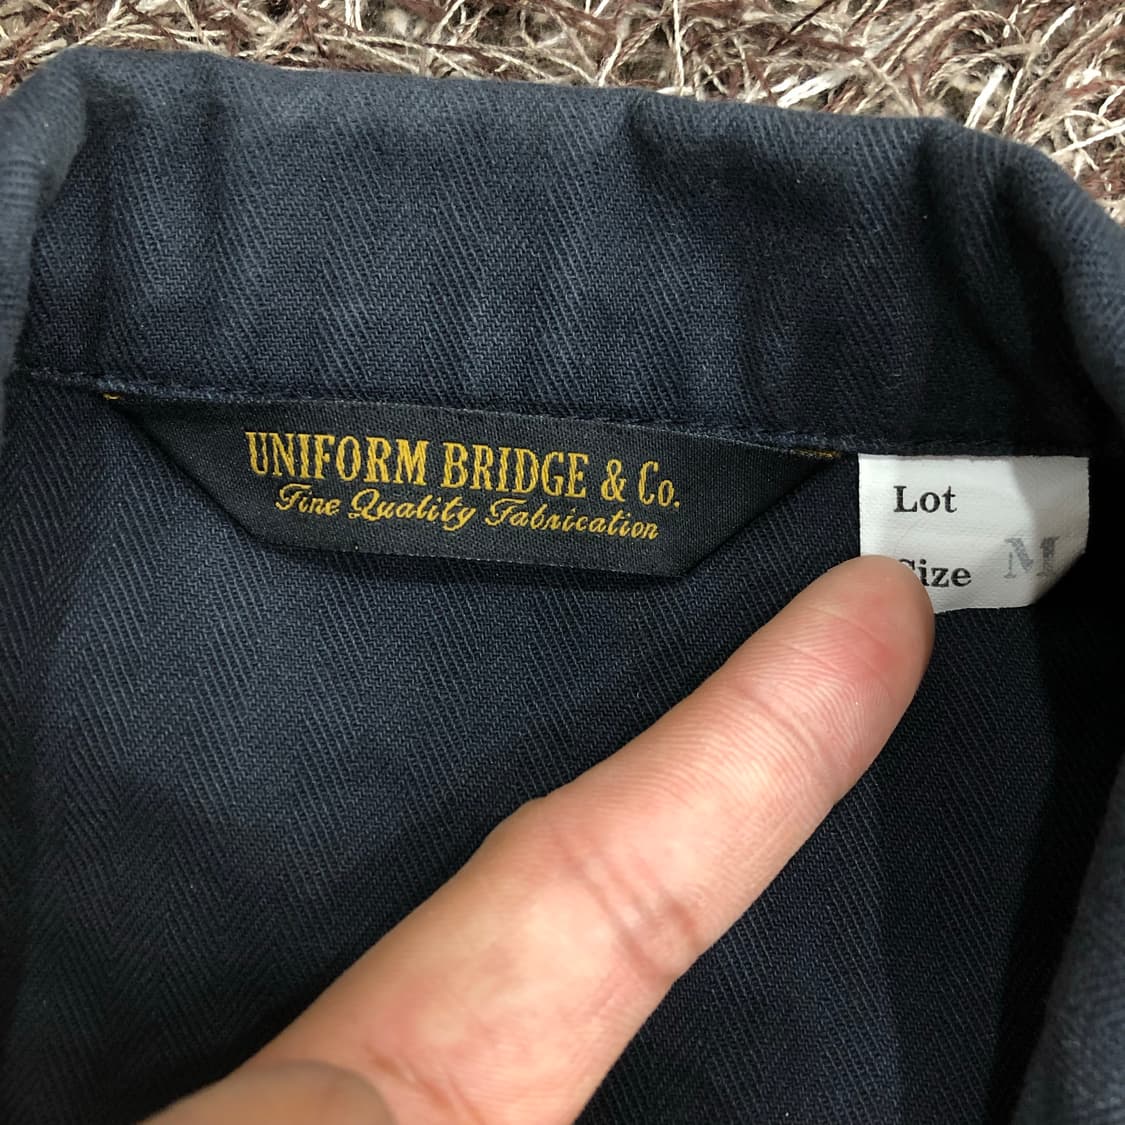 UNIFORM BRIDGE & Co.
Fine Quality Fabrication
Lot
Size M